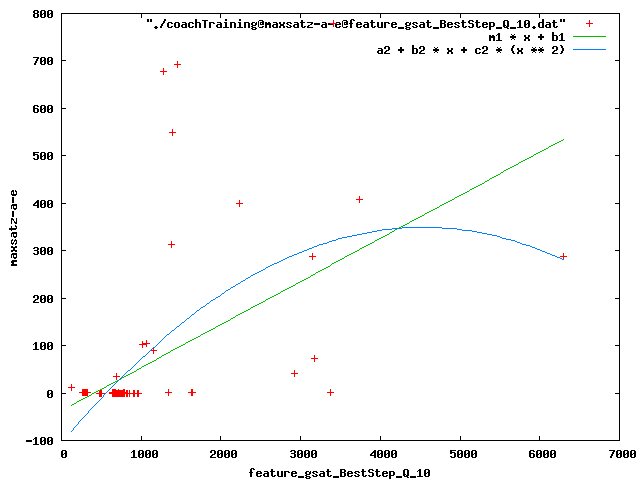 800
700
600
500
400
300
200
100
0
-100
"./coachTraining@maxsatz-a-e@feature_gsat_BestStep_Q_10.dat"
m1 * x + b1
a2 + b2 * x + c2 * (x ** 2)
maxsatz-a-e
0 1000 2000 3000 4000 5000 6000 7000
feature_gsat_BestStep_Q_10